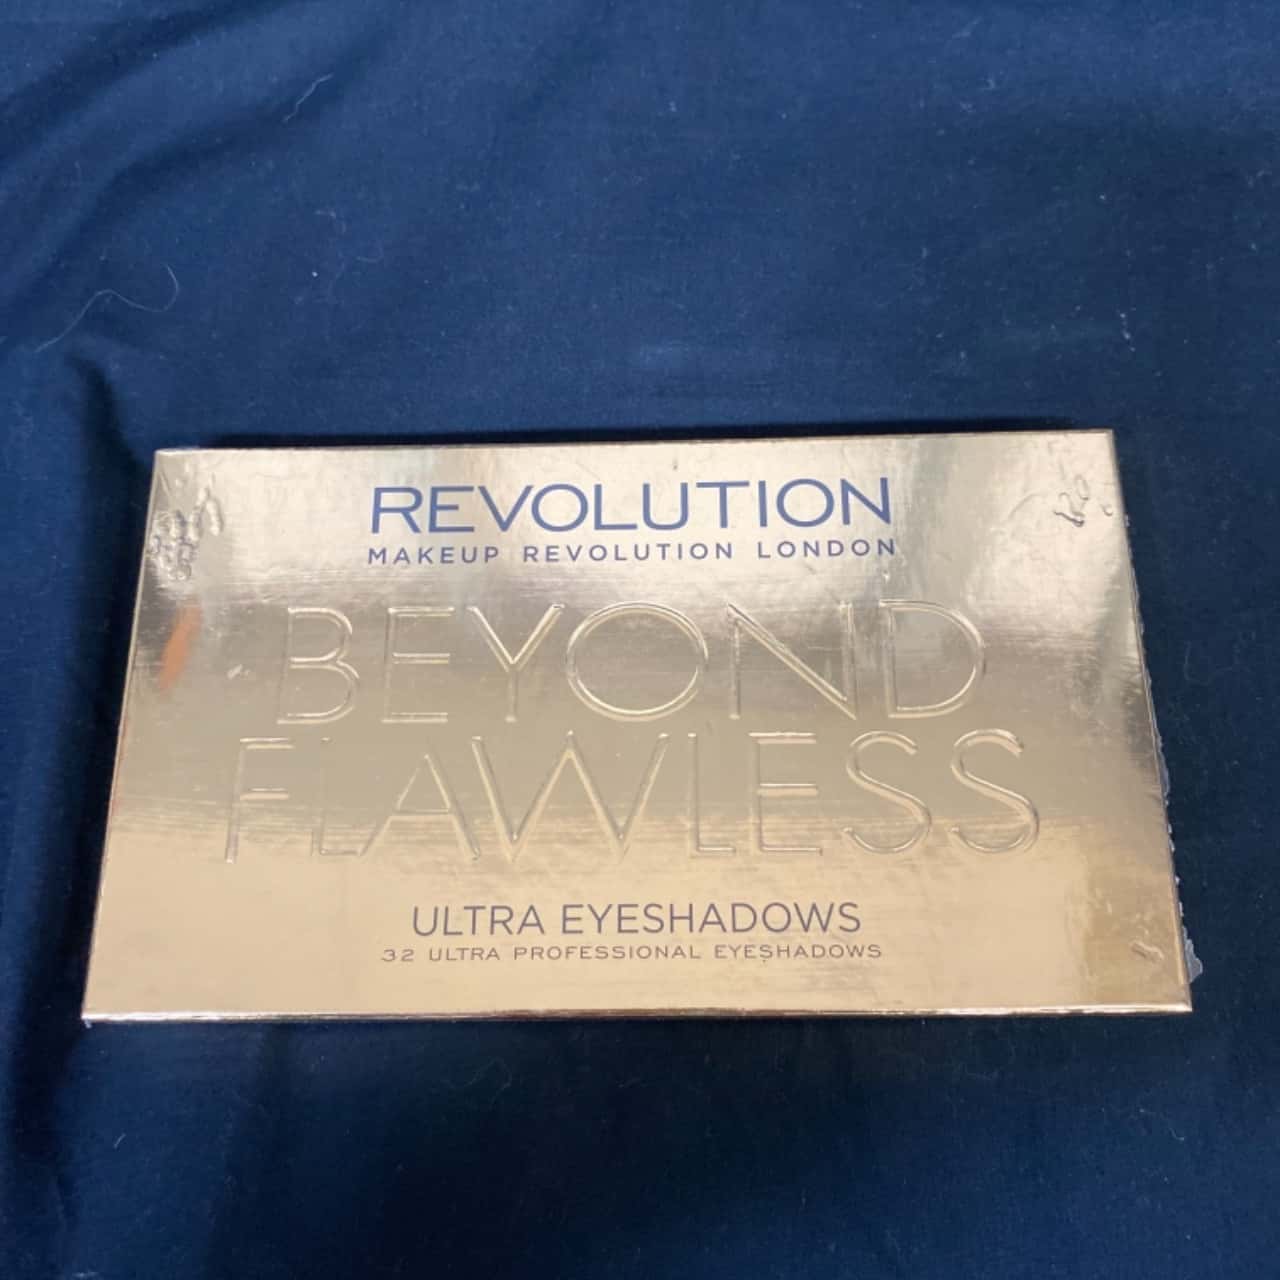 REVOLUTION
MAKEUP REVOLUTION LONDON
BEYOND
FLAWLESS
ULTRA EYESHADOWS
32 ULTRA PROFESSIONAL EYESHADOWS